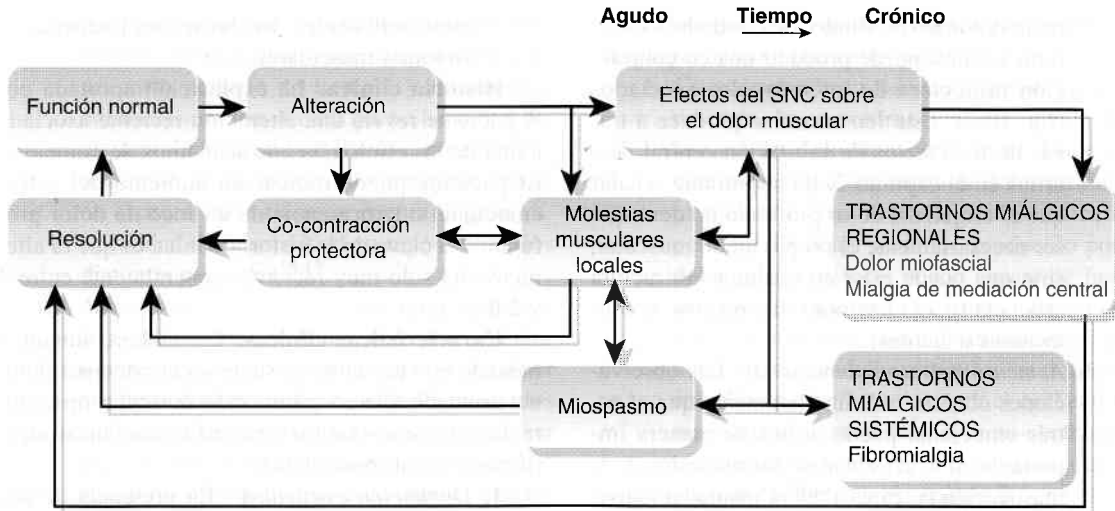 Agudo Tiempo Crónico
Función normal
Alteración
Efectos del SNC sobre
el dolor muscular
Resolución
Co-contracción
protectora
Molestias
musculares
locales
TRASTORNOS MIÁLGICOS
REGIONALES
Dolor miofascial
Mialgia de mediación central
Miospasmo
TRASTORNOS
MIÁLGICOS
SISTÉMICOS
Fibromialgia